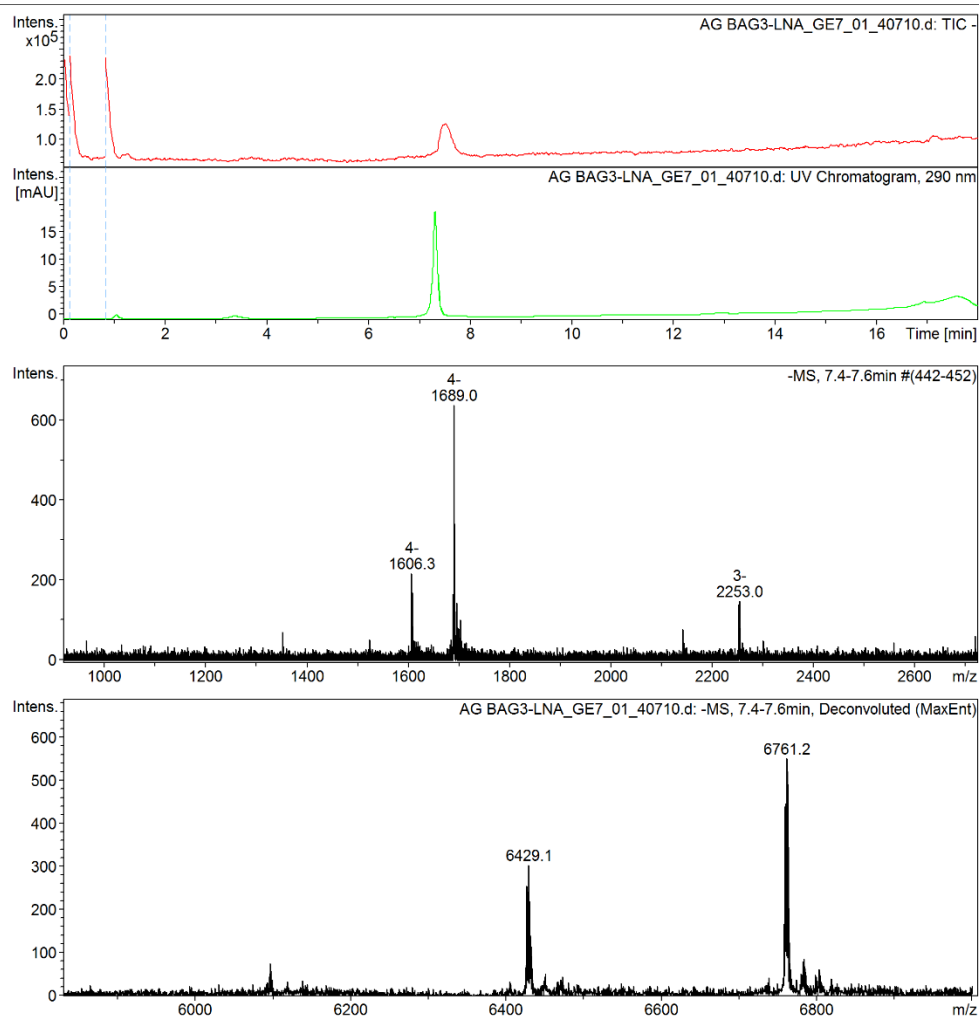 Intens.
x10⁵
AG BAG3-LNA_GE7_01_40710.d: TIC -
2.0
1.5
1.0
Intens.
[mAU]
AG BAG3-LNA_GE7_01_40710.d: UV Chromatogram, 290 nm
15
10
5
0
0 2 4 6 8 10 12 14 16 Time [min]
Intens.
-MS, 7.4-7.6min #(442-452)
4-
1689.0
600
400
4-
1606.3
3-
2253.0
200
0
1000 1200 1400 1600 1800 2000 2200 2400 2600 m/z
Intens.
AG BAG3-LNA_GE7_01_40710.d: -MS, 7.4-7.6min, Deconvoluted (MaxEnt)
600
6761.2
500
400
6429.1
300
200
100
0
6000 6200 6400 6600 6800 m/z